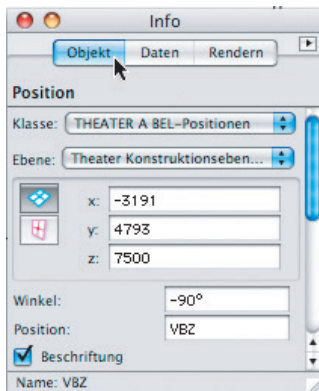 Info
Objekt Daten Rendern
Position
Klasse: THEATER A BEL-Positionen
Ebene: Theater Konstruktionseben...
x: -3191
y: 4793
z: 7500
Winkel: -90°
Position: VBZ
Beschriftung
Name: VBZ